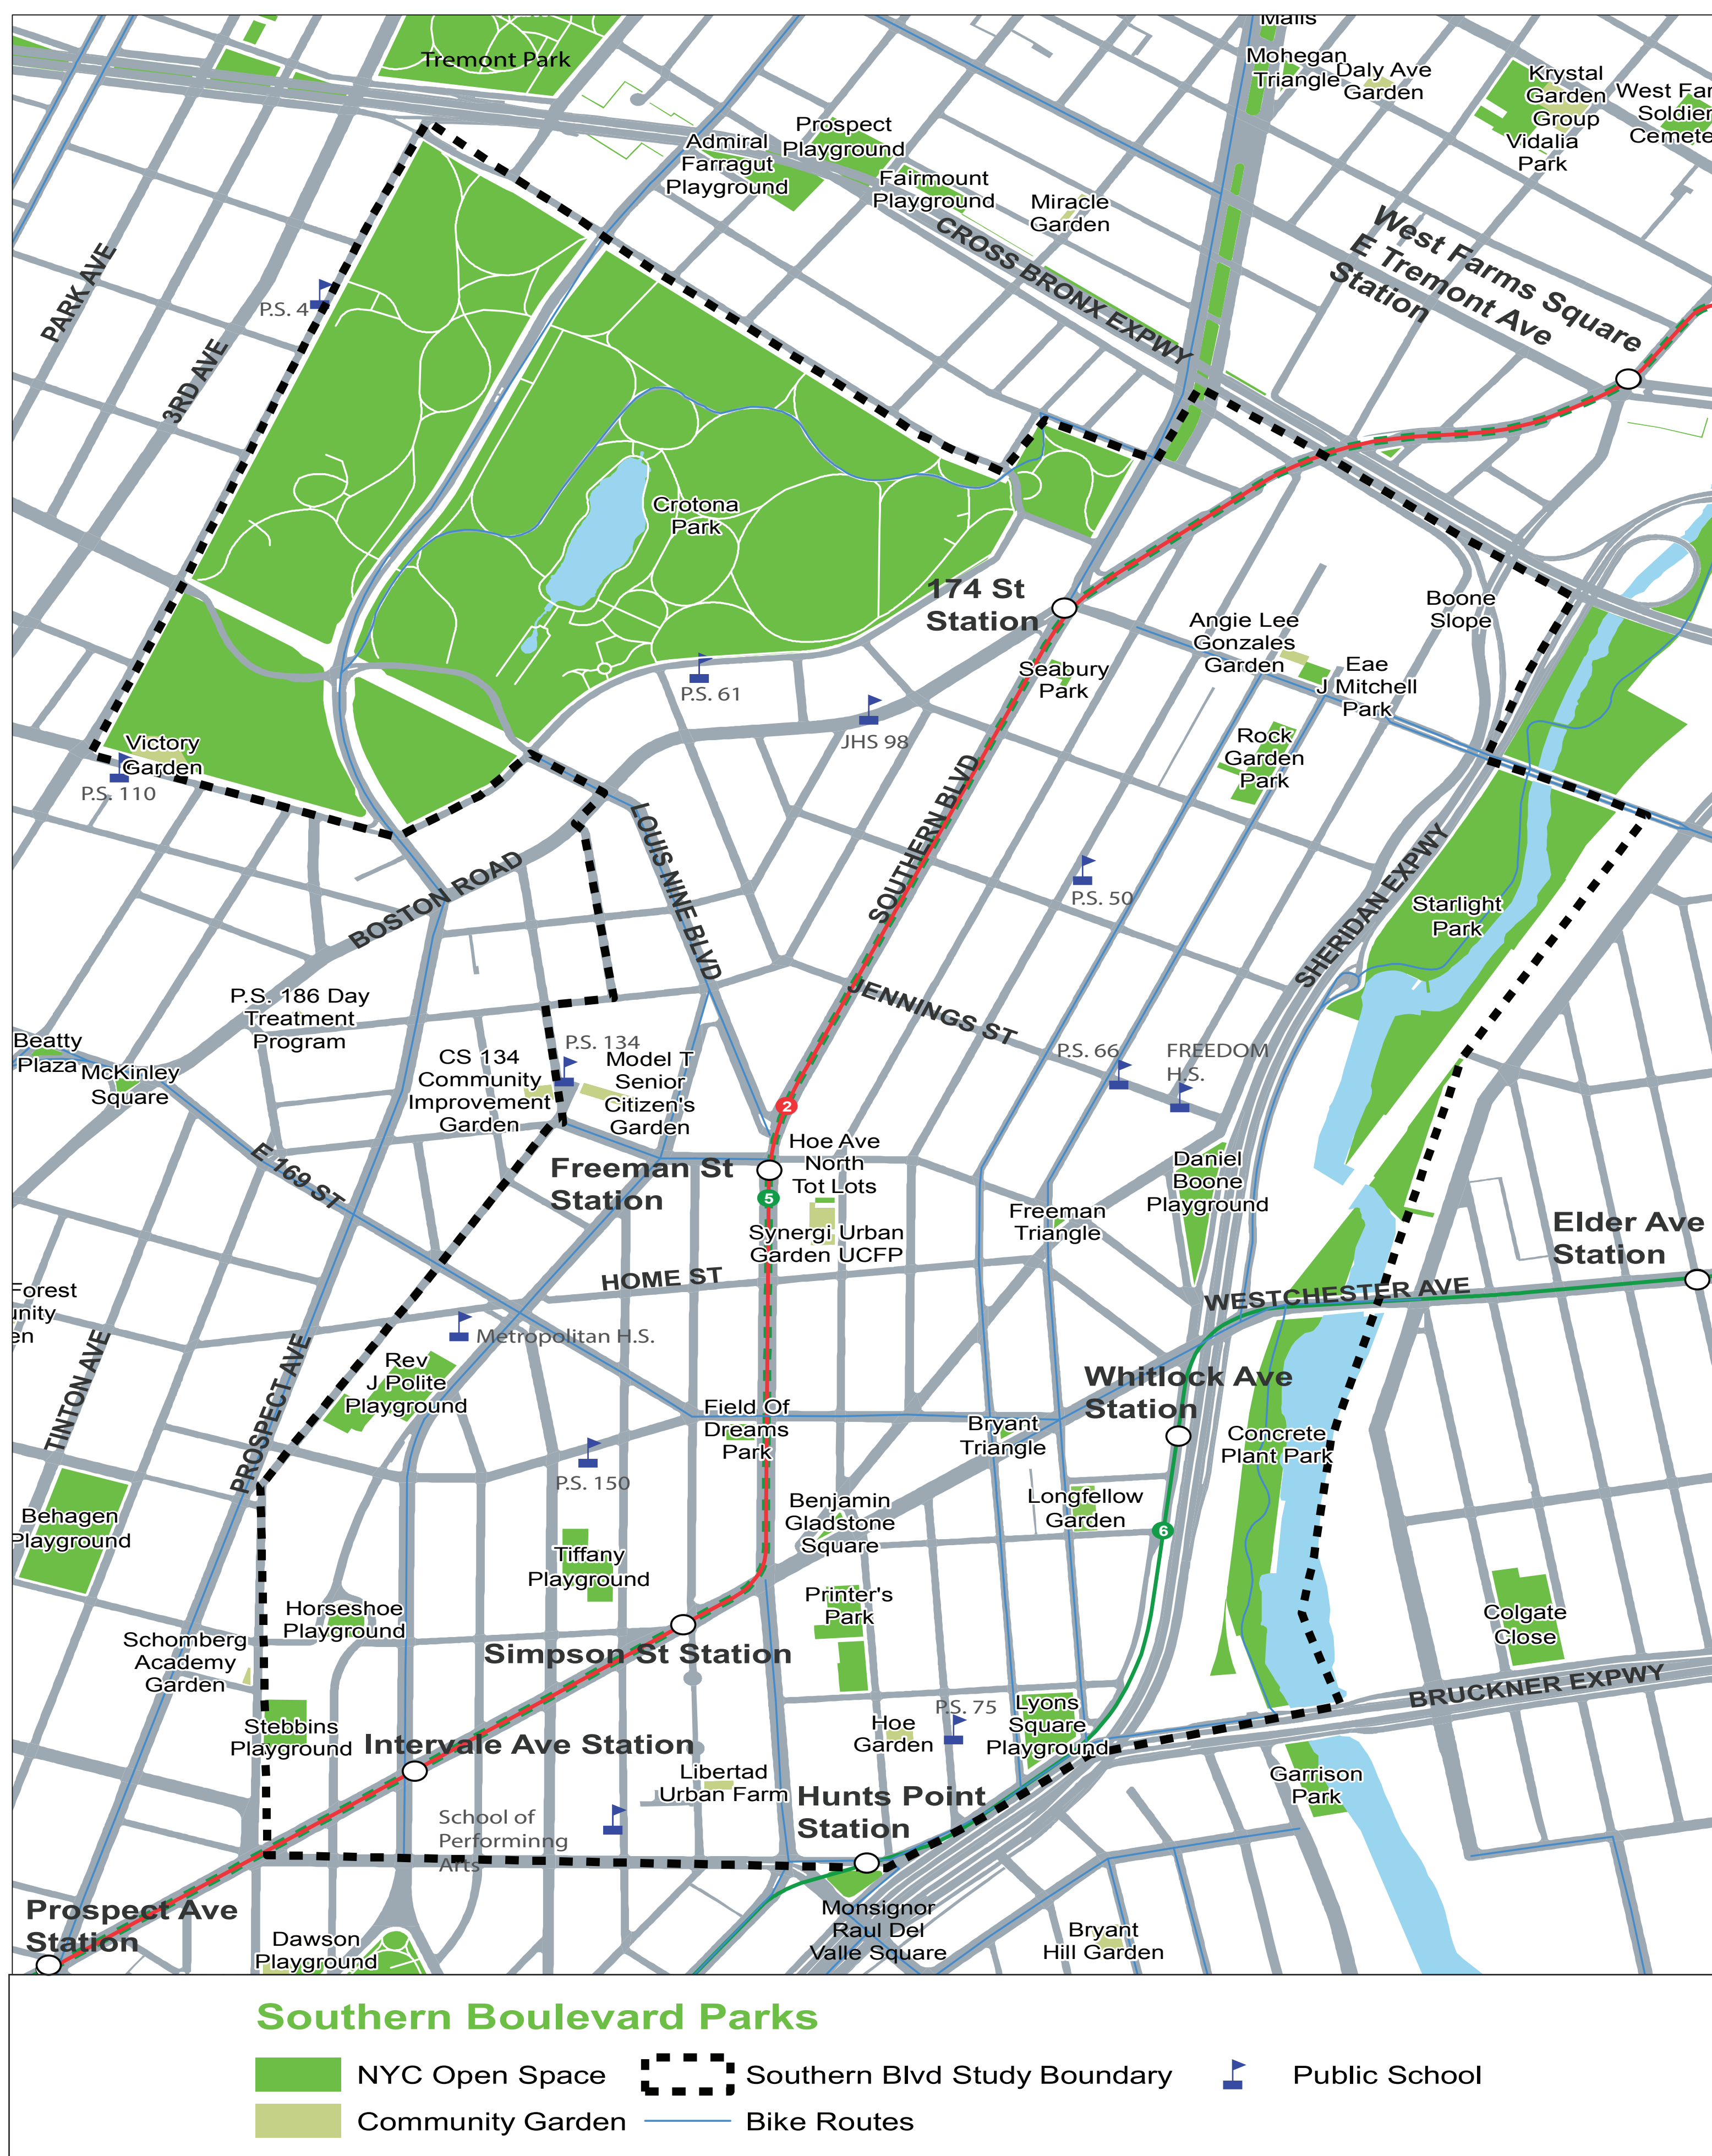 Malls
Tremont Park
Mohegan
Triangle
Daly Ave
Garden
Krystal
Garden
Group
Vidalia
Park
West Far
Soldier
Cemete
Prospect
Playground
Admiral
Farragut
Playground
Fairmount
Playground
Miracle
Garden
CROSS BRONX EXPWY
West Farms Square
E Tremont Ave
Station
PARK AVE
P.S. 4
3RD AVE
Crotona
Park
174 St
Station
Boone
Slope
Angie Lee
Gonzales
Garden
Eae
J Mitchell
Park
Seabury
Park
P.S. 61
JHS 98
Rock
Garden
Park
Victory
Garden
P.S. 110
LOUIS NINE BLVD
SOUTHERN BLVD
BOSTON ROAD
P.S. 50
SHERIDAN EXPWY
Starlight
Park
P.S. 186 Day
Treatment
Program
JENNINGS ST
Beatty
Plaza
McKinley
Square
CS 134
Community
Improvement
Garden
P.S. 134
Model T
Senior
Citizen's
Garden
P.S. 66
FREEDOM
H.S.
2
E 169 ST
Freeman St
Station
5
Hoe Ave
North
Tot Lots
Synergi Urban
Garden UCFP
Daniel
Boone
Playground
Freeman
Triangle
Elder Ave
Station
HOME ST
WESTCHESTER AVE
Forest
unity
en
TINTON AVE
PROSPECT AVE
Metropolitan H.S.
Rev
J Polite
Playground
Whitlock Ave
Station
Field Of
Dreams
Park
Bryant
Triangle
Concrete
Plant Park
P.S. 150
Behagen
Playground
Benjamin
Gladstone
Square
Longfellow
Garden
6
Tiffany
Playground
Printer's
Park
Horseshoe
Playground
Colgate
Close
Schomberg
Academy
Garden
Simpson St Station
BRUCKNER EXPWY
Stebbins
Playground
Intervale Ave Station
Hoe
Garden
P.S. 75
Lyons
Square
Playground
Libertad
Urban Farm
Hunts Point
Station
Garrison
Park
School of
Performinng
Arts
Prospect Ave
Station
Dawson
Playground
Monsignor
Raul Del
Valle Square
Bryant
Hill Garden
Southern Boulevard Parks
NYC Open Space
Southern Blvd Study Boundary
Public School
Community Garden
Bike Routes